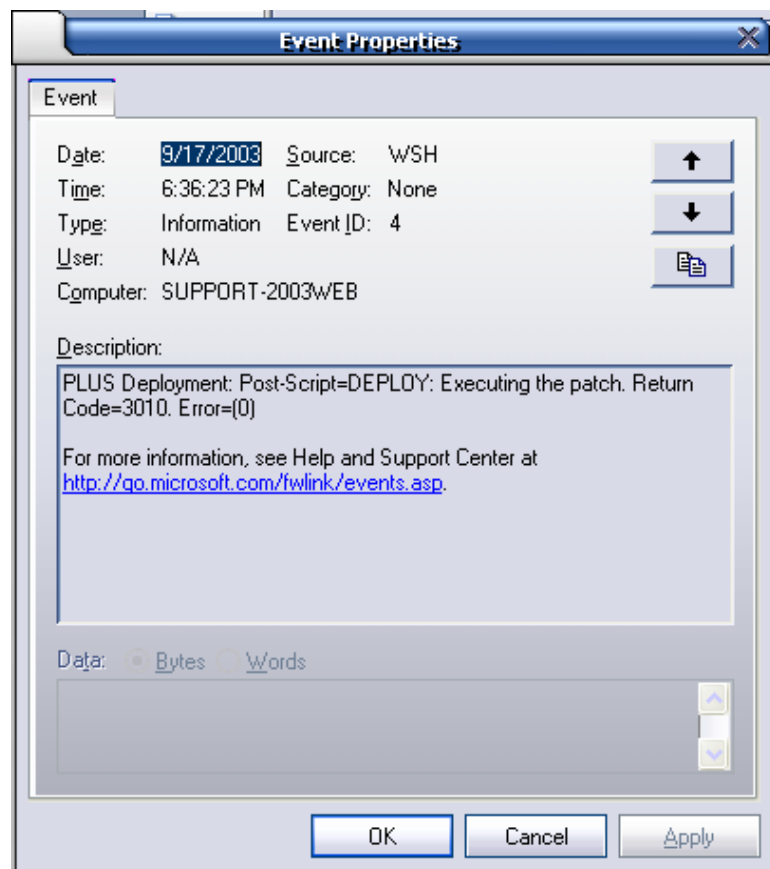 Event Properties
Event
Date: 9/17/2003 Source: WSH
Time: 6:36:23 PM Category: None
Type: Information Event ID: 4
User: N/A
Computer: SUPPORT-2003WEB
Description:
PLUS Deployment: Post-Script=DEPLOY: Executing the patch. Return
Code=3010. Error=(0)
For more information, see Help and Support Center at
http://go.microsoft.com/fwlink/events.asp.
Data: Bytes Words
OK Cancel Apply